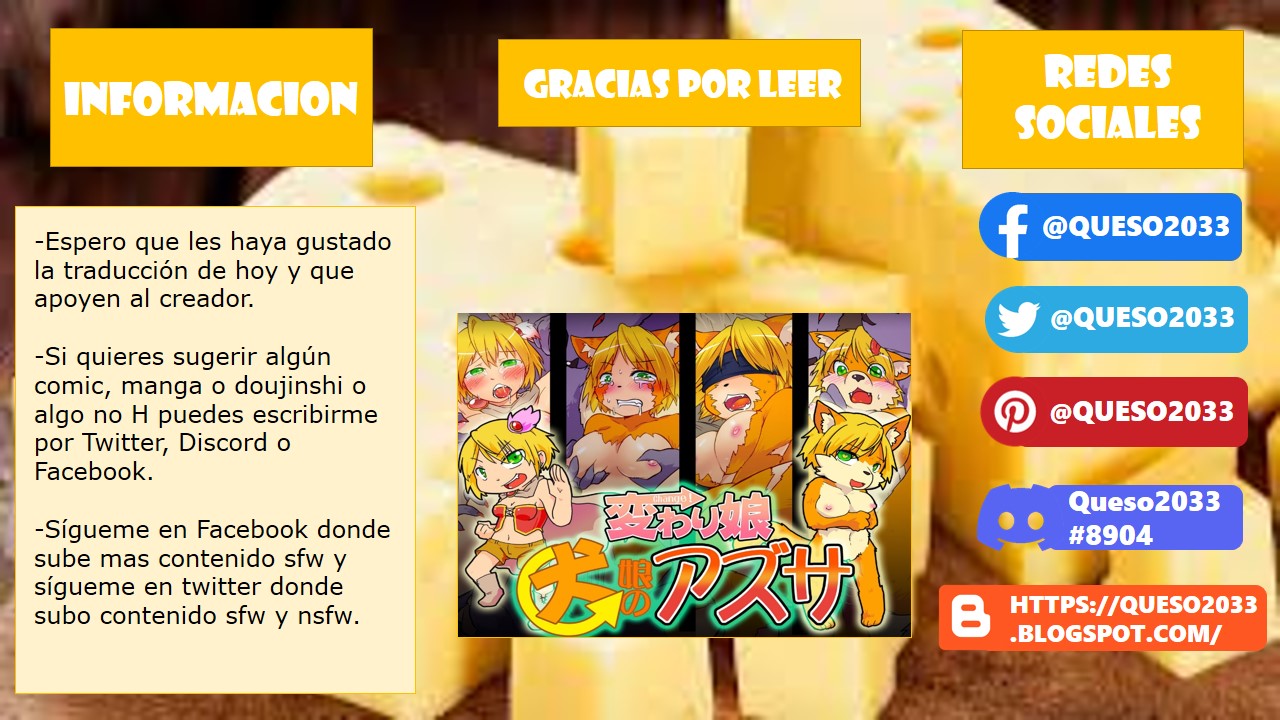 INFORMACION
-Espero que les haya gustado
la traducción de hoy y que
apoyen al creador.
-Si quieres sugerir algún
comic, manga o doujinshi o
algo no H puedes escribirme
por Twitter, Discord o
Facebook.
-Sígueme en Facebook donde
sube mas contenido sfw y
sígueme en twitter donde
subo contenido sfw y nsfw.
GRACIAS POR LEER
Change!
変わり娘
犬娘のアズサ
REDES
SOCIALES
@QUESO2033
@QUESO2033
@QUESO2033
Queso2033
#8904
HTTPS://QUESO2033
.BLOGSPOT.COM/